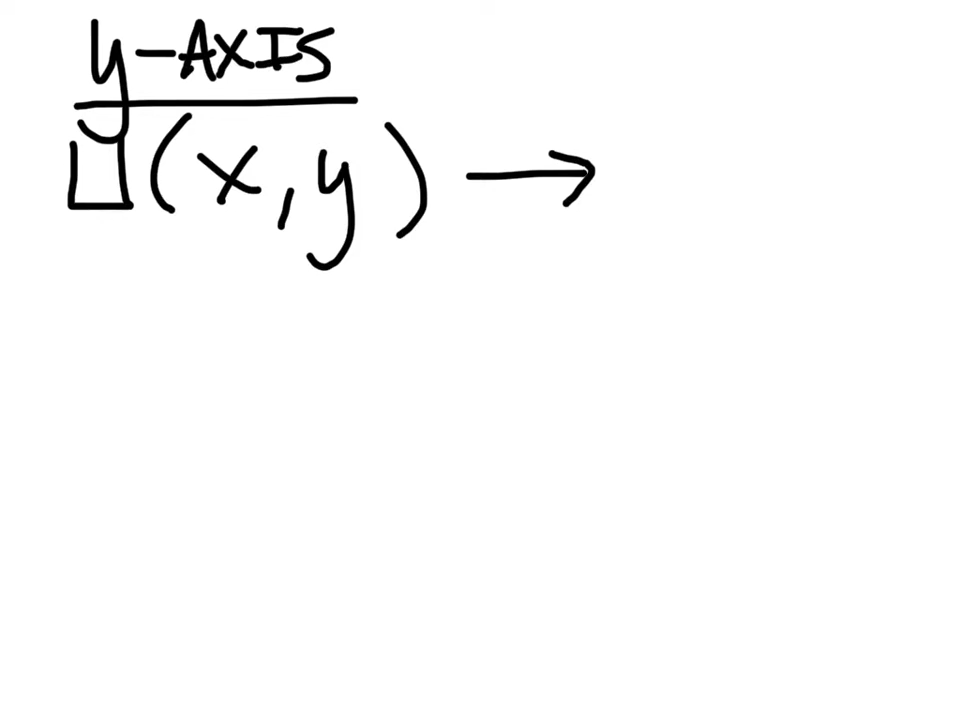 y-AXIS
□(x,y) →